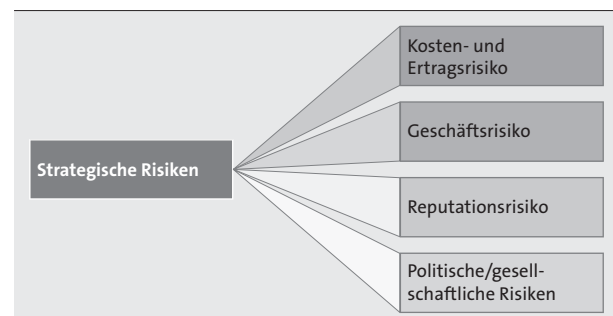 Strategische Risiken
Kosten- und
Ertragsrisiko
Geschäftsrisiko
Reputationsrisiko
Politische/gesell-
schaftliche Risiken